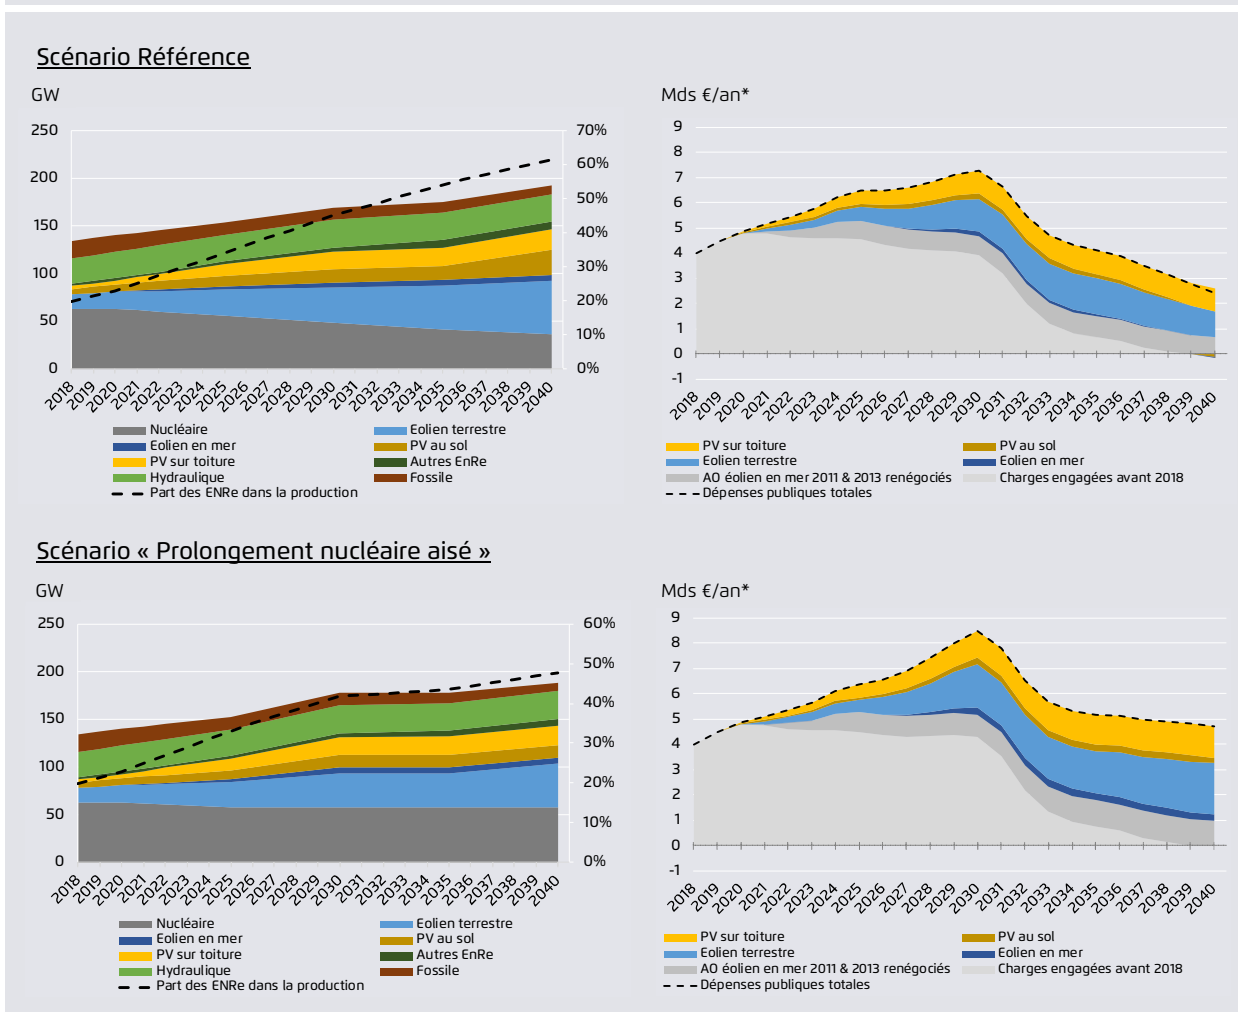 Scénario Référence
GW
250
200
150
100
50
0
70%
60%
50%
40%
30%
20%
10%
0%
2018 2019 2020 2021 2022 2023 2024 2025 2026 2027 2028 2029 2030 2031 2032 2033 2034 2035 2036 2037 2038 2039 2040
Nucléaire Eolien terrestre
Eolien en mer PV au sol
PV sur toiture Autres EnRe
Hydraulique Fossile
Part des ENRe dans la production
Mds €/an*
9
8
7
6
5
4
3
2
1
0
-1
2018 2019 2020 2021 2022 2023 2024 2025 2026 2027 2028 2029 2030 2031 2032 2033 2034 2035 2036 2037 2038 2039 2040
PV sur toiture PV au sol
Eolien terrestre Eolien en mer
AO éolien en mer 2011 & 2013 renégociés Charges engagées avant 2018
Dépenses publiques totales
Scénario « Prolongement nucléaire aisé »
GW
250
200
150
100
50
0
60%
50%
40%
30%
20%
10%
0%
2018 2019 2020 2021 2022 2023 2024 2025 2026 2027 2028 2029 2030 2031 2032 2033 2034 2035 2036 2037 2038 2039 2040
Nucléaire Eolien terrestre
Eolien en mer PV au sol
PV sur toiture Autres EnRe
Hydraulique Fossile
Part des ENRe dans la production
Mds €/an*
9
8
7
6
5
4
3
2
1
0
-1
2018 2019 2020 2021 2022 2023 2024 2025 2026 2027 2028 2029 2030 2031 2032 2033 2034 2035 2036 2037 2038 2039 2040
PV sur toiture PV au sol
Eolien terrestre Eolien en mer
AO éolien en mer 2011 & 2013 renégociés Charges engagées avant 2018
Dépenses publiques totales